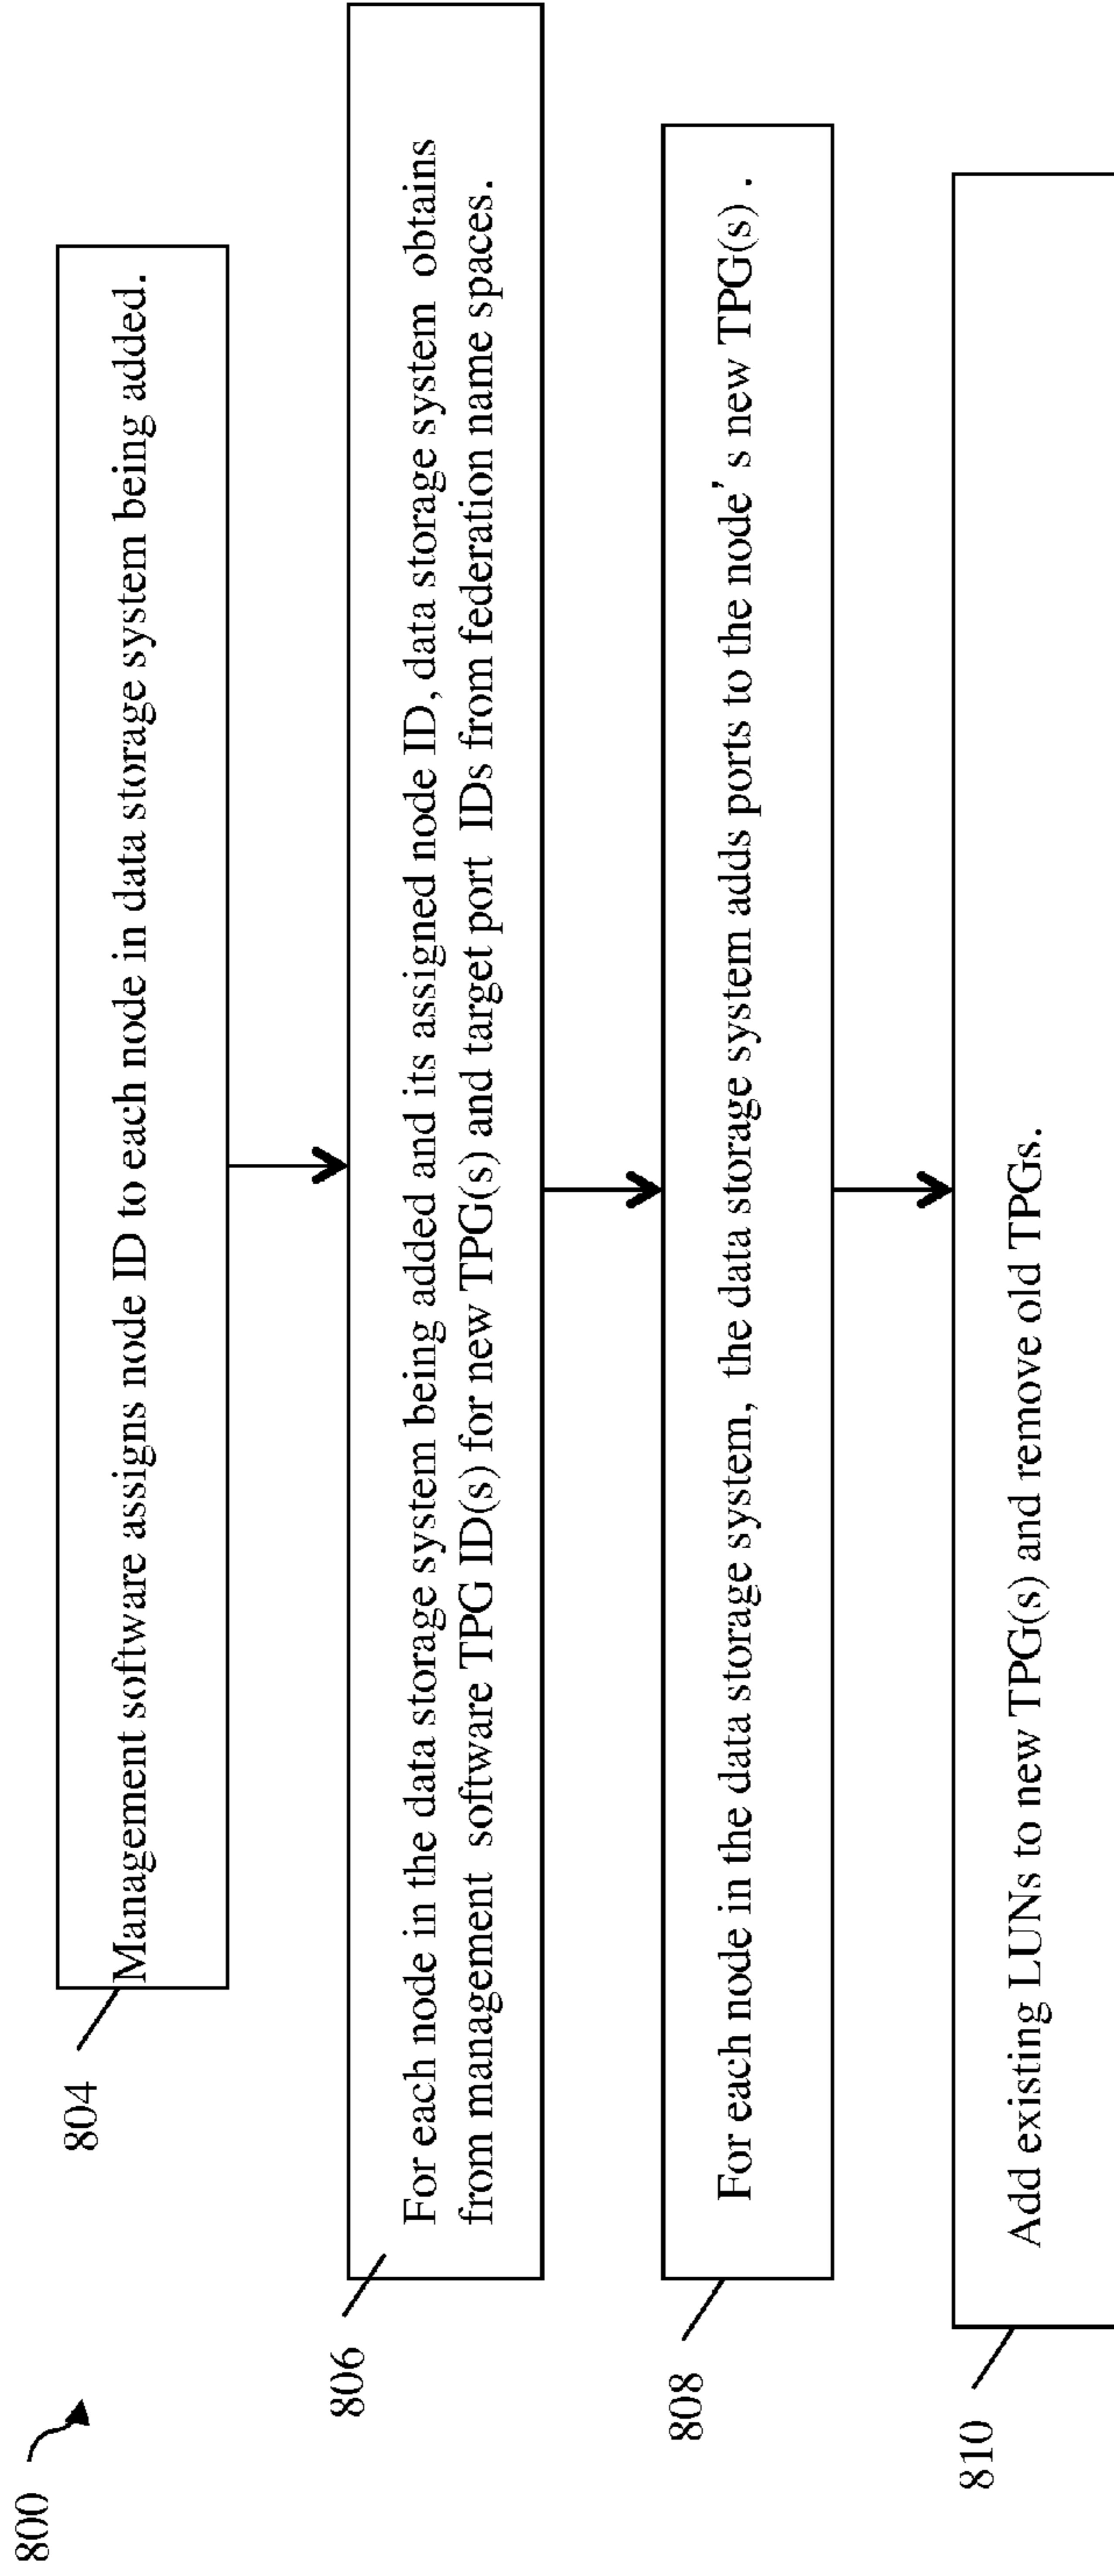 800
804
Management software assigns node ID to each node in data storage system being added.
806
For each node in the data storage system being added and its assigned node ID, data storage system obtains
from management software TPG ID(s) for new TPG(s) and target port IDs from federation name spaces.
808
For each node in the data storage system, the data storage system adds ports to the node's new TPG(s) .
810
Add existing LUNs to new TPG(s) and remove old TPGs.